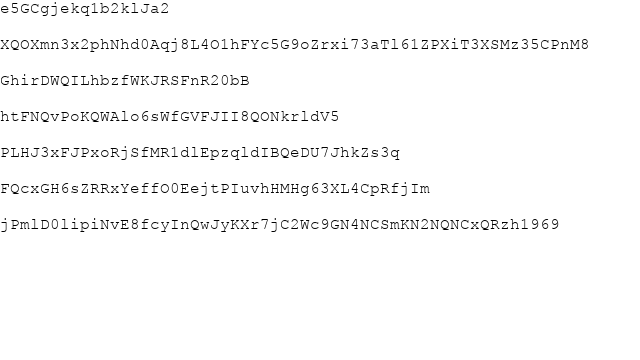 e5GCgjekq1b2klJa2
XQOXmn3x2phNhd0Aqj8L4O1hFYc5G9oZrxi73aTl61ZPXiT3XSMz35CPnM8
GhirDWQILhbzfWKJRSFnR20bB
htFNQvPoKQWAlo6sWfGVFJII8QONkrldV5
PLHJ3xFJPxoRjSfMR1dlEpzqldIBQeDU7JhkZs3q
FQcxGH6sZRRxYeffO0EejtPIuvhHMHg63XL4CpRfjIm
jPmlD0lipiNvE8fcyInQwJyKXr7jC2Wc9GN4NCSmKN2NQNCxQRzh1969